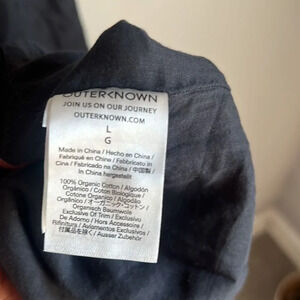 OUTERKNOWN
JOIN US ON OUR JOURNEY
OUTERKNOWN.COM
L
G
Made in China / Hecho en China /
Fabriqué en Chine / Fabbricato in
Cina / Fabricado na China / 中国製 /
In China hergestellt
100% Organic Cotton / Algodón
Orgánico / Coton Biologique /
Cotone Organico / Algodão
Orgânico / オーガニック・コットン /
Organisch Baumwolle
Exclusive Of Trim / Exclusivo
De Adorno / Hors Accesoires /
Rifinitura / Aviamentos Exclusivos /
付属品を除く / Ausser Zubehör